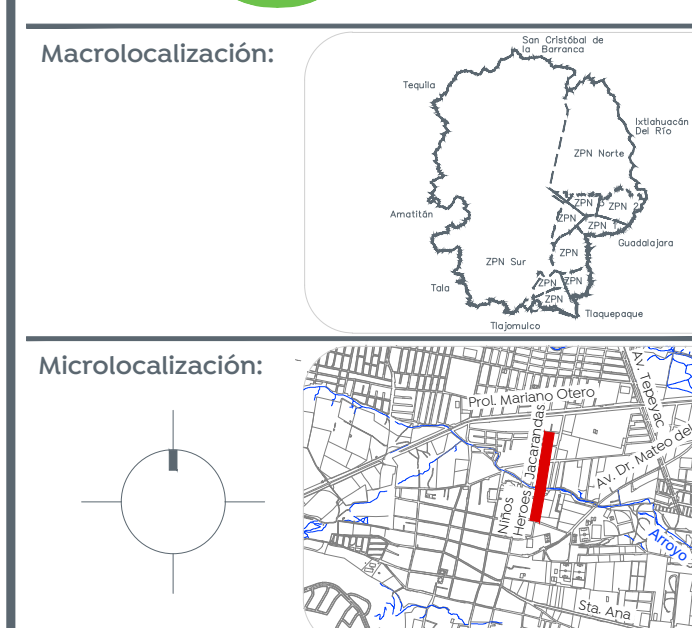 Macrolocalización:
San Cristóbal de
la Barranca
Tequila
Ixtlahuacán
Del Río
ZPN Norte
ZPN 3
ZPN 2
Amatitán
ZPN
ZPN 1
Guadalajara
ZPN
ZPN Sur
Tala
ZPN
ZPN
ZPN
Tlaquepaque
Tlajomulco
Microlocalización:
Prol. Mariano Otero
Av. Tepeyac
Jacarandas
Av. Dr. Mateo del
Niños
Heroes
Arroyo
Sta. Ana